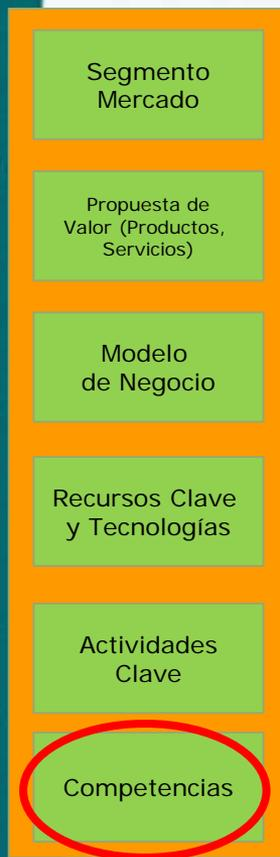 Segmento
Mercado
Propuesta de
Valor (Productos,
Servicios)
Modelo
de Negocio
Recursos Clave
y Tecnologías
Actividades
Clave
Competencias